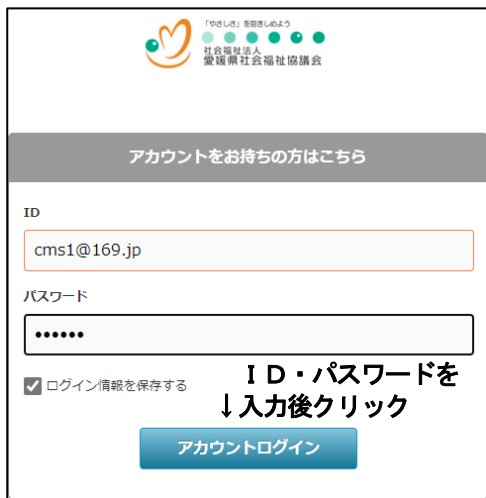 「やさしさ」を抱きしめよう
社会福祉法人
愛媛県社会福祉協議会
アカウントをお持ちの方はこちら
ID
cms1@169.jp
パスワード
••••••
ログイン情報を保存する
ＩＤ・パスワードを
↓入力後クリック
アカウントログイン